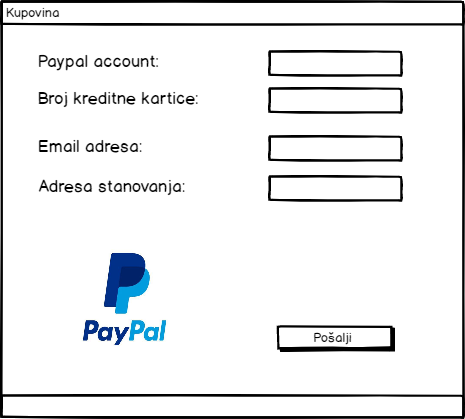 Kupovina
Paypal account:
Broj kreditne kartice:
Email adresa:
Adresa stanovanja:
PayPal
Pošalji